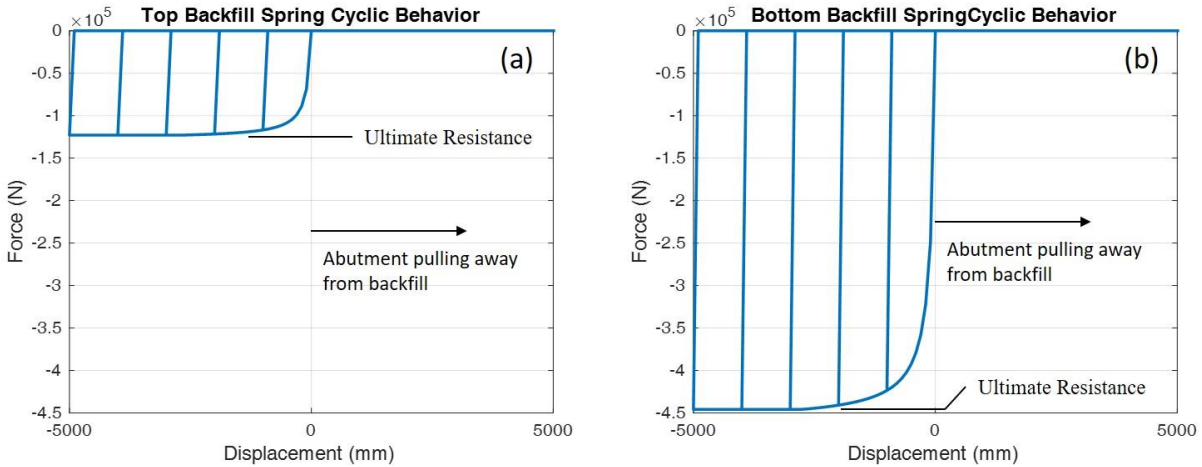 Top Backfill Spring Cyclic Behavior
×10⁵
0
-0.5
-1
-1.5
-2
-2.5
-3
-3.5
-4
-4.5
Force (N)
(a)
Ultimate Resistance
Abutment pulling away
from backfill
-5000
0
5000
Displacement (mm)
Bottom Backfill SpringCyclic Behavior
×10⁵
0
-0.5
-1
-1.5
-2
-2.5
-3
-3.5
-4
-4.5
Force (N)
(b)
Abutment pulling away
from backfill
Ultimate Resistance
-5000
0
5000
Displacement (mm)